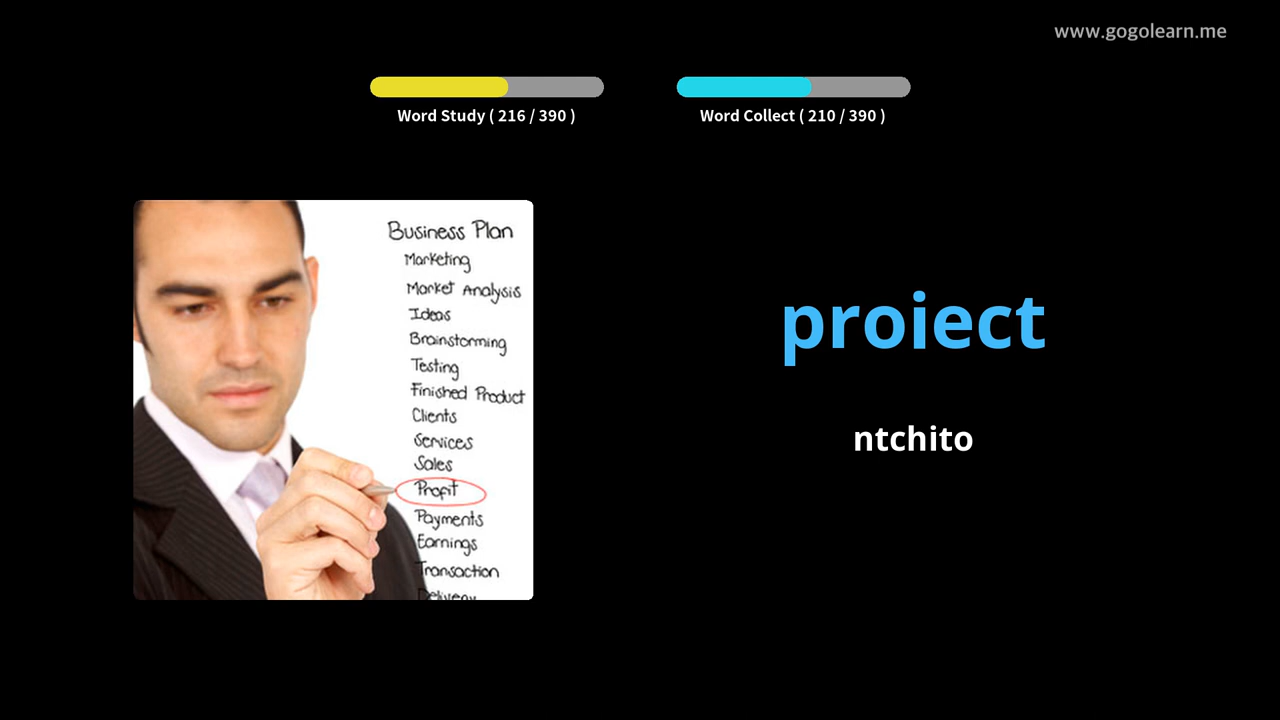 www.gogolearn.me
Word Study ( 216 / 390 )
Word Collect ( 210 / 390 )
Business Plan
Marketing
Market Analysis
Ideas
Brainstorming
Testing
Finished Product
Clients
Services
Sales
Profit
Payments
Earnings
Transaction
Delivery
proiect
ntchito